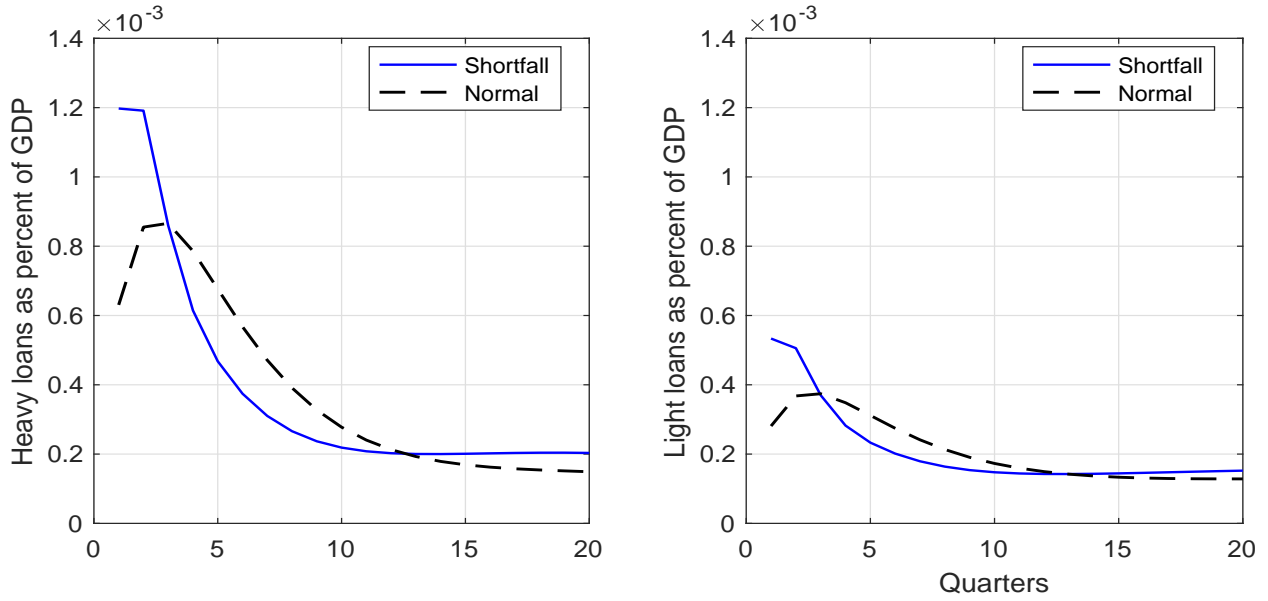 ×10⁻³
1.4
1.2
1
0.8
0.6
0.4
0.2
0
0 5 10 15 20
Heavy loans as percent of GDP
Shortfall
Normal
×10⁻³
1.4
1.2
1
0.8
0.6
0.4
0.2
0
0 5 10 15 20
Light loans as percent of GDP
Quarters
Shortfall
Normal